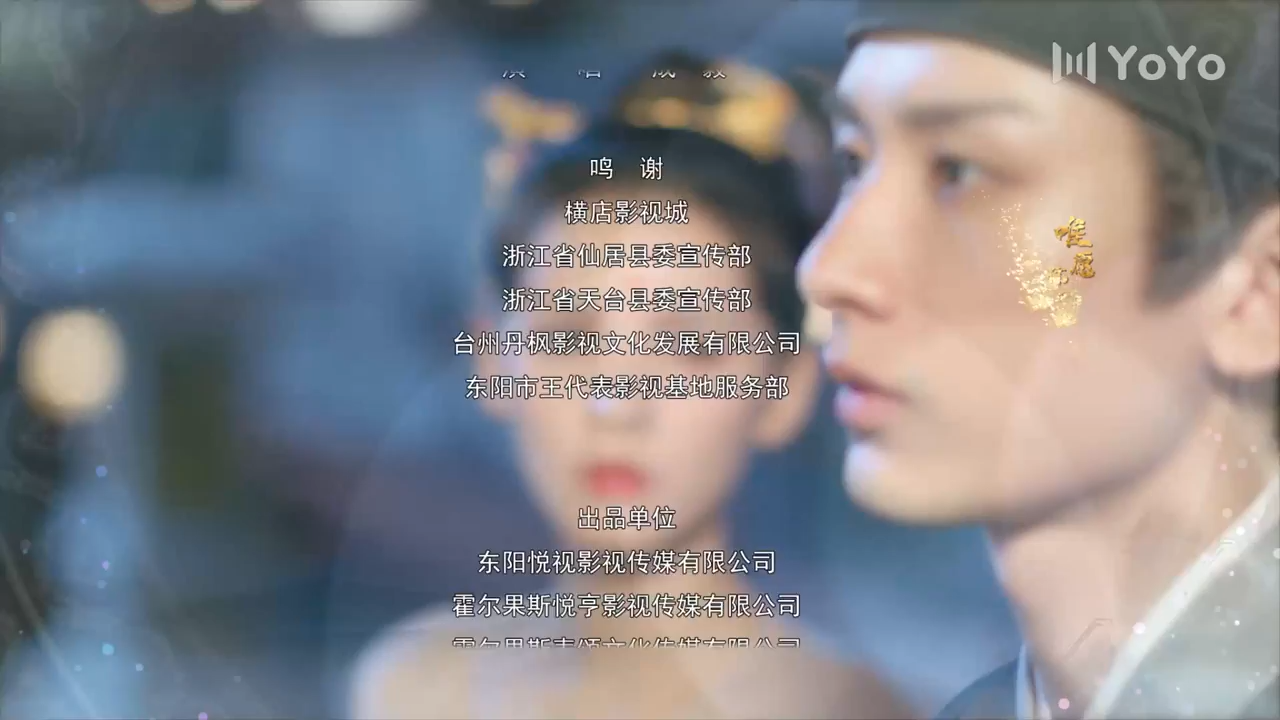 YoYo
鸣 谢
横店影视城
浙江省仙居县委宣传部
浙江省天台县委宣传部
台州丹枫影视文化发展有限公司
东阳市王代表影视基地服务部
唯
愿
出品单位
东阳悦视影视传媒有限公司
霍尔果斯悦亨影视传媒有限公司